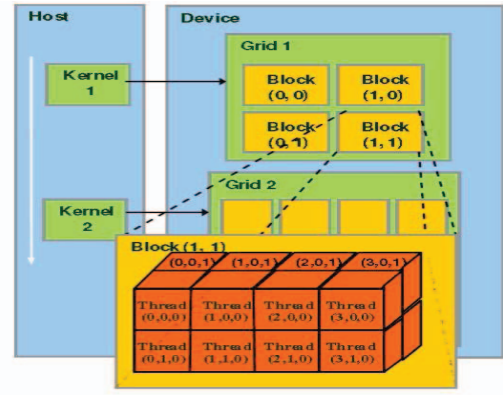 Host
Device
Grid 1
Kernel
1
Block
(0, 0)
Block
(1, 0)
Block
(0, 1)
Block
(1, 1)
Grid 2
Kernel
2
Block (1, 1)
(0,0,1) (1,0,1) (2,0,1) (3,0,1)
Thread Thread Thread Thread
(0,0,0) (1,0,0) (2,0,0) (3,0,0)
Thread Thread Thread Thread
(0,1,0) (1,1,0) (2,1,0) (3,1,0)